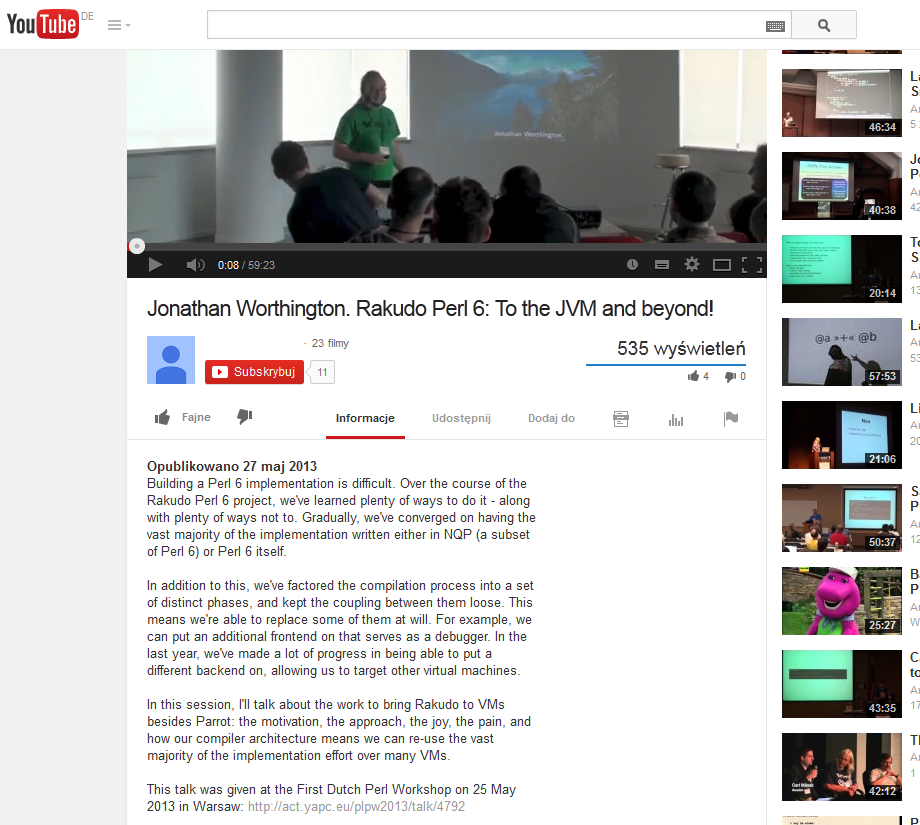 YouTube DE
Jonathan Worthington
0:08 / 59:23
Jonathan Worthington. Rakudo Perl 6: To the JVM and beyond!
· 23 filmy
Subskrybuj 11
535 wyświetleń
4 0
Fajne
Informacje Udostępnij Dodaj do
Opublikowano 27 maj 2013
Building a Perl 6 implementation is difficult. Over the course of the
Rakudo Perl 6 project, we've learned plenty of ways to do it - along
with plenty of ways not to. Gradually, we've converged on having the
vast majority of the implementation written either in NQP (a subset
of Perl 6) or Perl 6 itself.
In addition to this, we've factored the compilation process into a set
of distinct phases, and kept the coupling between them loose. This
means we're able to replace some of them at will. For example, we
can put an additional frontend on that serves as a debugger. In the
last year, we've made a lot of progress in being able to put a
different backend on, allowing us to target other virtual machines.
In this session, I'll talk about the work to bring Rakudo to VMs
besides Parrot: the motivation, the approach, the joy, the pain, and
how our compiler architecture means we can re-use the vast
majority of the implementation effort over many VMs.
This talk was given at the First Dutch Perl Workshop on 25 May
2013 in Warsaw: http://act.yapc.eu/plpw2013/talk/4792
46:34
40:38
20:14
@a »+« @b
57:53
21:06
50:37
25:27
43:35
42:12